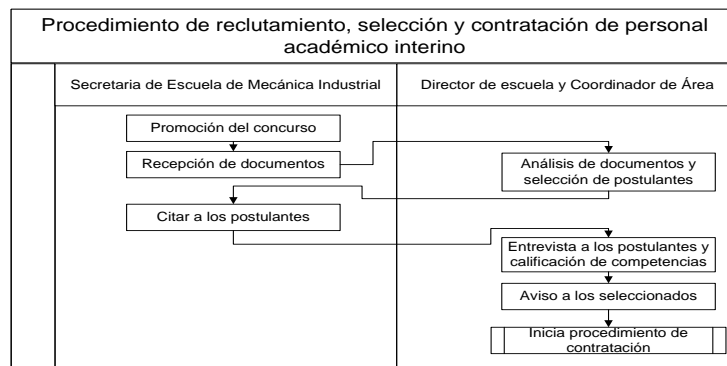 Procedimiento de reclutamiento, selección y contratación de personal
académico interino
Secretaria de Escuela de Mecánica Industrial
Director de escuela y Coordinador de Área
Promoción del concurso
Recepción de documentos
Análisis de documentos y
selección de postulantes
Citar a los postulantes
Entrevista a los postulantes y
calificación de competencias
Aviso a los seleccionados
Inicia procedimiento de
contratación